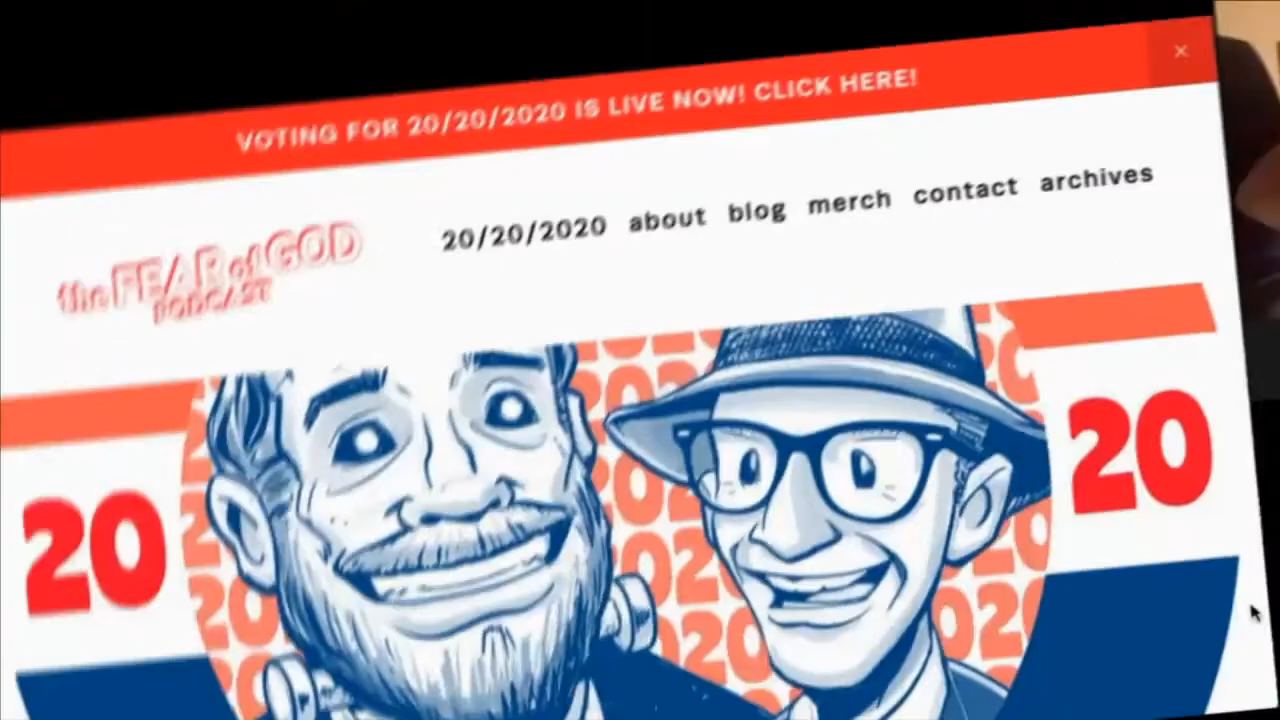 VOTING FOR 20/20/2020 IS LIVE NOW! CLICK HERE!
×
20/20/2020 about blog merch contact archives
the FEAR of GOD
PODCAST
20
20